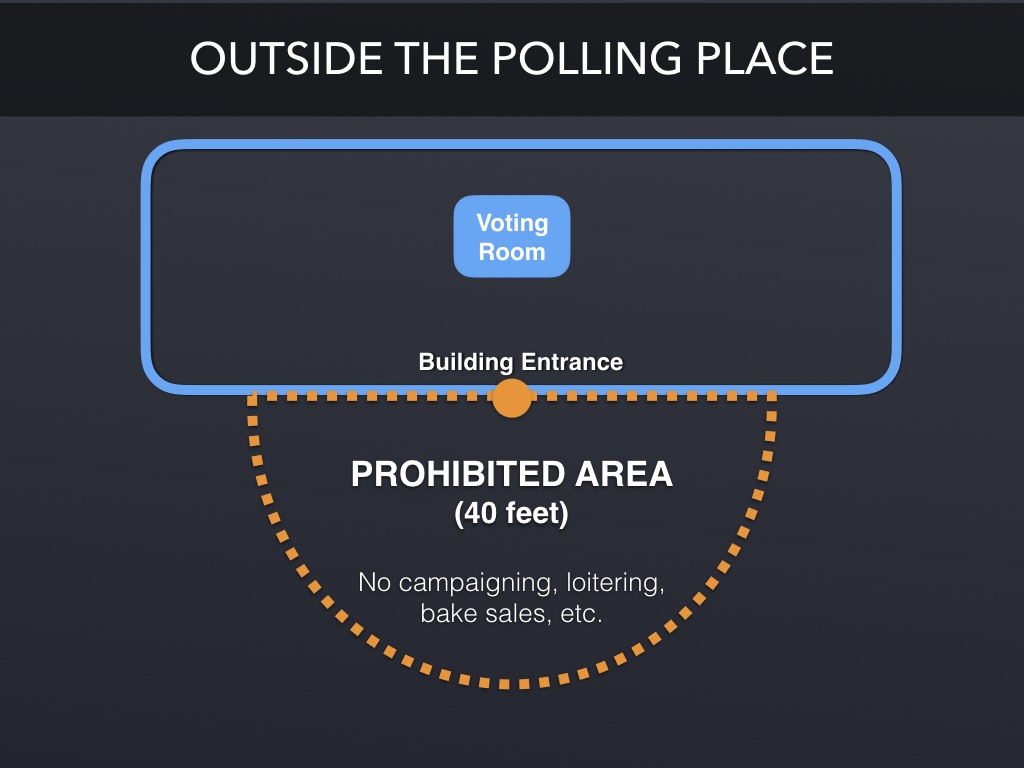 OUTSIDE THE POLLING PLACE
Voting
Room
Building Entrance
PROHIBITED AREA
(40 feet)
No campaigning, loitering,
bake sales, etc.